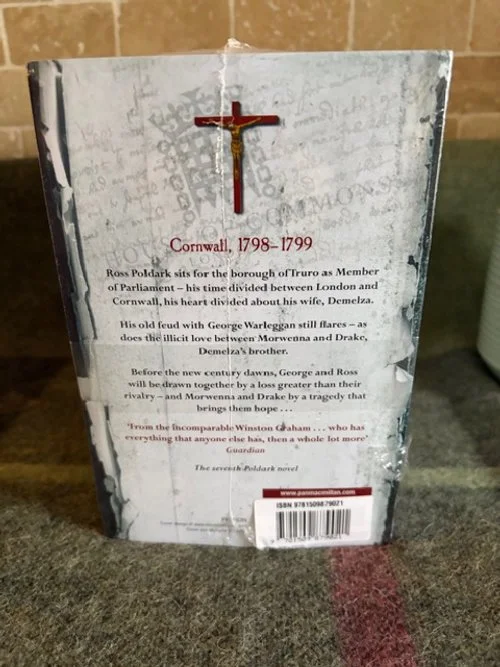 HOUSE OF COMMONS
Cornwall, 1798–1799
Ross Poldark sits for the borough of Truro as Member
of Parliament – his time divided between London and
Cornwall, his heart divided about his wife, Demelza.
His old feud with George Warleggan still flares – as
does the illicit love between Morwenna and Drake,
Demelza's brother.
Before the new century dawns, George and Ross
will be drawn together by a loss greater than their
rivalry – and Morwenna and Drake by a tragedy that
brings them hope . . .
'From the incomparable Winston Graham . . . who has
everything that anyone else has, then a whole lot more'
Guardian
The seventh Poldark novel
www.panmacmillan.com
ISBN 9781509879021
FICTION